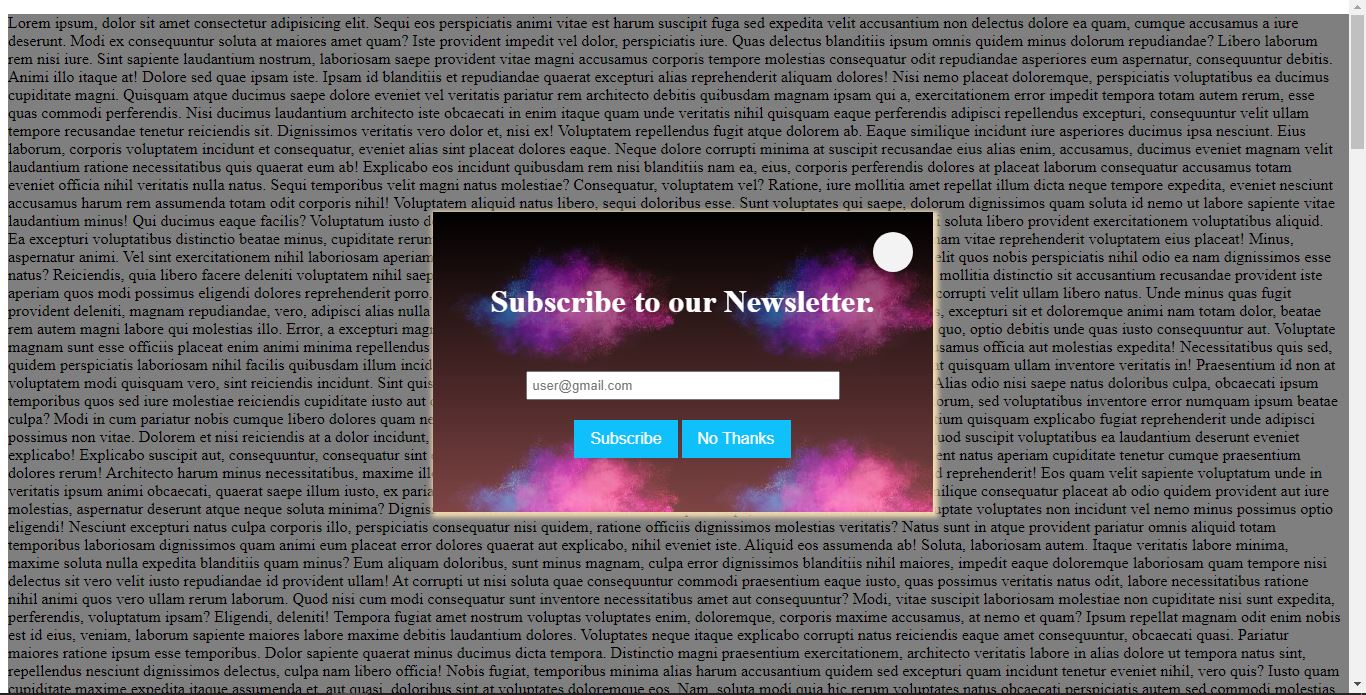 Lorem ipsum, dolor sit amet consectetur adipisicing elit. Sequi eos perspiciatis animi vitae est harum suscipit fuga sed expedita velit accusantium non delectus dolore ea quam, cumque accusamus a iure
deserunt. Modi ex consequuntur soluta at maiores amet quam? Iste provident impedit vel dolor, perspiciatis iure. Quas delectus blanditiis ipsum omnis quidem minus dolorum repudiandae? Libero laborum
rem nisi iure. Sint sapiente laudantium nostrum, laboriosam saepe provident vitae magni accusamus corporis tempore molestias consequatur odit repudiandae asperiores eum aspernatur, consequuntur debitis.
Animi illo itaque at! Dolore sed quae ipsam iste. Ipsam id blanditiis et repudiandae quaerat excepturi alias reprehenderit aliquam dolores! Nisi nemo placeat doloremque, perspiciatis voluptatibus ea ducimus
cupiditate magni. Quisquam atque ducimus saepe dolore eveniet vel veritatis pariatur rem architecto debitis quibusdam magnam ipsam qui a, exercitationem error impedit tempora totam autem rerum, esse
quas commodi perferendis. Nisi ducimus laudantium architecto iste obcaecati in enim itaque quam unde veritatis nihil quisquam eaque perferendis adipisci repellendus excepturi, consequuntur velit ullam
tempore recusandae tenetur reiciendis sit. Dignissimos veritatis vero dolor et, nisi ex! Voluptatem repellendus fugit atque dolorem ab. Eaque similique incidunt iure asperiores ducimus ipsa nesciunt. Eius
laborum, corporis voluptatem incidunt et consequatur, eveniet alias sint placeat dolores eaque. Neque dolore corrupti minima at suscipit recusandae eius alias enim, accusamus, ducimus eveniet magnam velit
laudantium ratione necessitatibus quis quaerat eum ab! Explicabo eos incidunt quibusdam rem nisi blanditiis nam ea, eius, corporis perferendis dolores at placeat laborum consequatur accusamus totam
eveniet officia nihil veritatis nulla natus. Sequi temporibus velit magni natus molestiae? Consequatur, voluptatem vel? Ratione, iure mollitia amet repellat illum dicta neque tempore expedita, eveniet nesciunt
accusamus harum rem assumenda totam odit corporis nihil! Voluptatem aliquid natus libero, sequi doloribus esse. Sunt voluptates qui saepe, dolorum dignissimos quam soluta id nemo ut labore sapiente vitae
laudantium minus! Qui ducimus eaque facilis? Voluptatum iusto soluta libero provident exercitationem voluptatibus aliquid.
Ea excepturi voluptatibus distinctio beatae minus, cupiditate vitae reprehenderit voluptatem eius placeat! Minus,
aspernatur animi. Vel sint exercitationem nihil laboriosam quos nobis perspiciatis nihil odio ea nam dignissimos esse
natus? Reiciendis, quia libero facere deleniti voluptatem nihil mollitia distinctio sit accusantium recusandae provident iste
aperiam quos modi possimus eligendi dolores reprehenderit porro, corrupti velit ullam libero natus. Unde minus quas fugit
provident deleniti, magnam repudiandae, vero, adipisci alias nulla excepturi sit et doloremque animi nam totam dolor, beatae
rem autem magni labore qui molestias illo. Error, a excepturi quo, optio debitis unde quas iusto consequuntur aut. Voluptate
magnam sunt esse officiis placeat enim animi minima repellendus officia aut molestias expedita! Necessitatibus quis sed,
quidem perspiciatis laboriosam nihil facilis quibusdam illum quisquam ullam inventore exercitationem, architecto in! Praesentium id non at
voluptatem modi quisquam vero, sint reiciendis incidunt. Sint Alias odio nisi saepe natus doloribus culpa, obcaecati ipsum
temporibus quos sed iure molestiae reiciendis cupiditate iusto aut sed voluptatibus inventore error numquam tempore ipsum
culpa? Modi in cum pariatur nobis cumque libero dolores quam quisquam explicabo fugiat reprehenderit unde adipisci
possimus non vitae. Dolorem et nisi reiciendis at a dolor incidunt, suscipit voluptatibus ea laudantium deserunt eveniet
explicabo! Explicabo suscipit aut, consequuntur, consequatur sint natus aperiam cupiditate tenetur cumque praesentium
dolores rerum! Architecto harum minus necessitatibus, maxime reprehenderit! Eos quam velit sapiente voluptatum unde in
veritatis ipsum animi obcaecati, quaerat saepe illum iusto, ex consequatur placeat ab odio quidem provident aut iure
molestias, aspernatur deserunt atque neque soluta minima? voluptates non incidunt vel nemo minus possimus optio
eligendi! Nesciunt excepturi natus culpa corporis illo, perspiciatis consequatur nisi quidem, ratione officiis dignissimos molestias veritatis? Natus sunt in atque provident pariatur omnis aliquid totam
temporibus laboriosam dignissimos quam animi eum placeat error dolores quaerat aut explicabo, nihil eveniet iste. Aliquid eos assumenda ab! Soluta, laboriosam autem. Itaque veritatis labore minima,
maxime soluta nulla expedita blanditiis quam minus? Eum aliquam doloribus, sunt minus magnam, culpa error dignissimos blanditiis nihil maiores, impedit eaque doloremque laboriosam quam tempore nisi
delectus sit vero velit iusto repudiandae id provident ullam! At corrupti ut nisi soluta quae consequuntur commodi praesentium eaque iusto, quas possimus veritatis natus odit, labore necessitatibus ratione
nihil animi quos vero ullam rerum laborum. Quod nisi cum modi consequatur sunt inventore necessitatibus amet aut consequuntur? Modi, vitae suscipit laboriosam molestiae non cupiditate nisi sunt expedita,
perferendis, voluptatum ipsam? Eligendi, deleniti! Tempora fugiat amet nostrum voluptas voluptates enim, doloremque, corporis maxime accusamus, at nemo et quam? Ipsum repellat magnam odit enim nobis
est id eius, veniam, laborum sapiente maiores labore maxime debitis laudantium dolores. Voluptates neque itaque explicabo corrupti natus reiciendis eaque amet consequuntur, obcaecati quasi. Pariatur
maiores ratione ipsum esse temporibus. Dolor sapiente quaerat minus ducimus dicta tempora. Distinctio magni praesentium exercitationem, architecto veritatis labore in alias dolore ut tempora natus sint,
repellendus nesciunt dignissimos delectus, culpa nam libero officia! Nobis fugiat, temporibus minima alias harum accusantium quidem sed excepturi quam incidunt tenetur eveniet nihil, vero quis? Iusto quam
cupiditate maxime expedita itaque assumenda et, aut quasi, doloribus sint at voluptates doloremque eos. Nam, soluta modi quia hic rerum voluptates obcaecati perspiciatis excepturi.
Subscribe to our Newsletter.
user@gmail.com
Subscribe
No Thanks